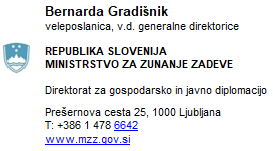 Bernarda Gradišnik
veleposlanica, v.d. generalne direktorice
REPUBLIKA SLOVENIJA
MINISTRSTVO ZA ZUNANJE ZADEVE
Direktorat za gospodarsko in javno diplomacijo
Prešernova cesta 25, 1000 Ljubljana
T: +386 1 478 6642
www.mzz.gov.si